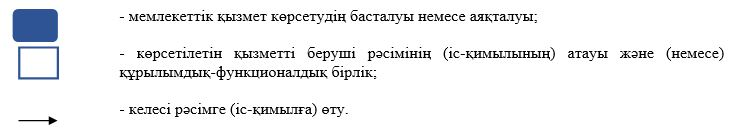 - мемлекеттік қызмет көрсетудің басталуы немесе аяқталуы;
- көрсетілетін қызметті беруші рәсімінің (іс-қимылының) атауы және (немесе)
құрылымдық-функционалдық бірлік;
- келесі рәсімге (іс-қимылға) өту.